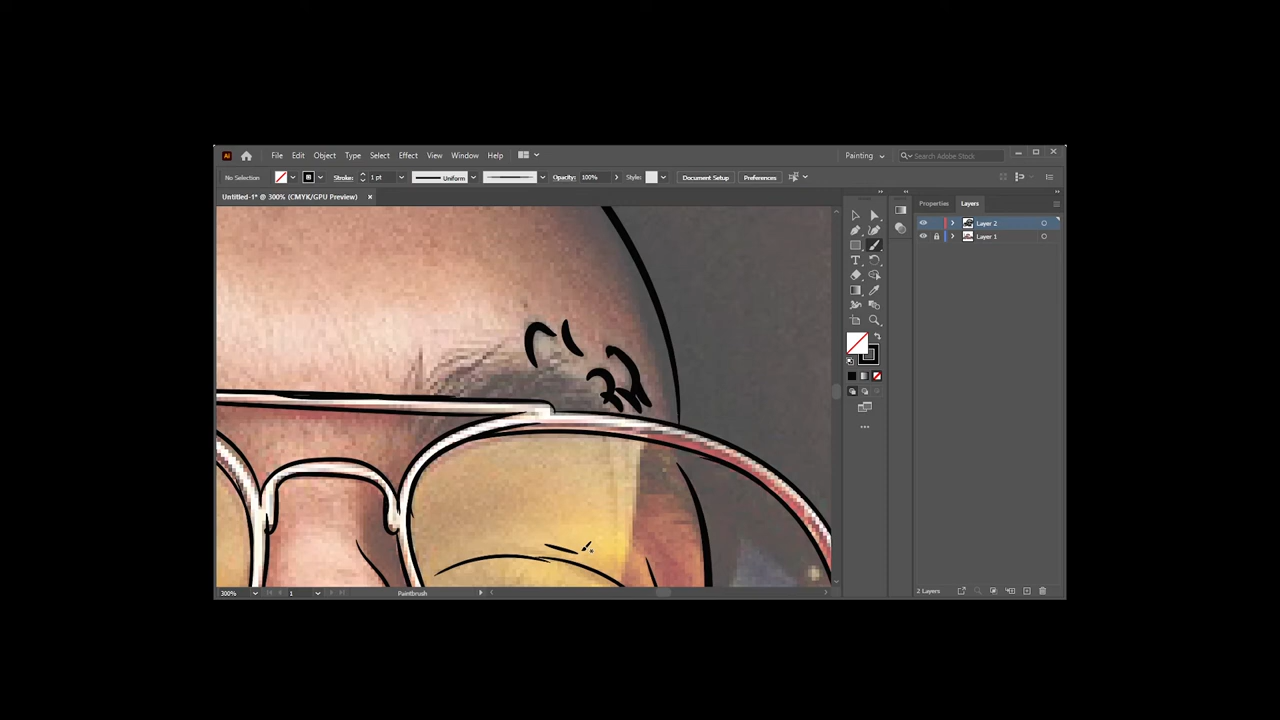 Ai File Edit Object Type Select Effect View Window Help Painting Search Adobe Stock
No Selection Stroke: 1 pt Uniform Opacity: 100% Style: Document Setup Preferences
Untitled-1* @ 300% (CMYK/GPU Preview) ×
Properties Layers
Layer 2
Layer 1
300% 1 Paintbrush 2 Layers